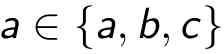 a ∈ {a, b, c}